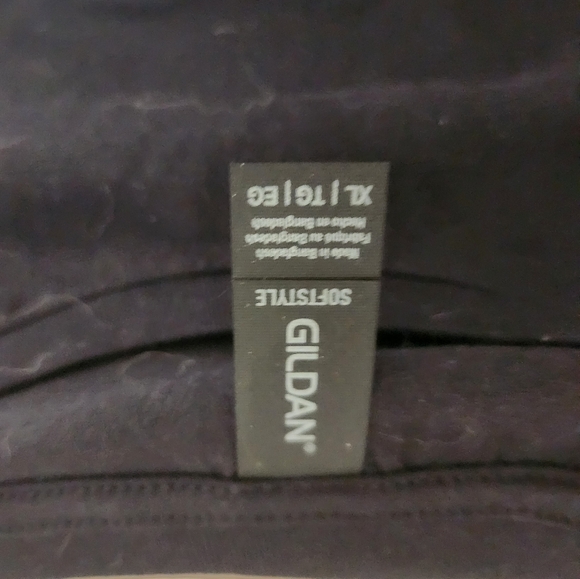 GILDAN®
SOFTSTYLE
Made in Bangladesh
Fabriqué au Bangladesh
Hecho en Bangladesh
XL | TG | EG